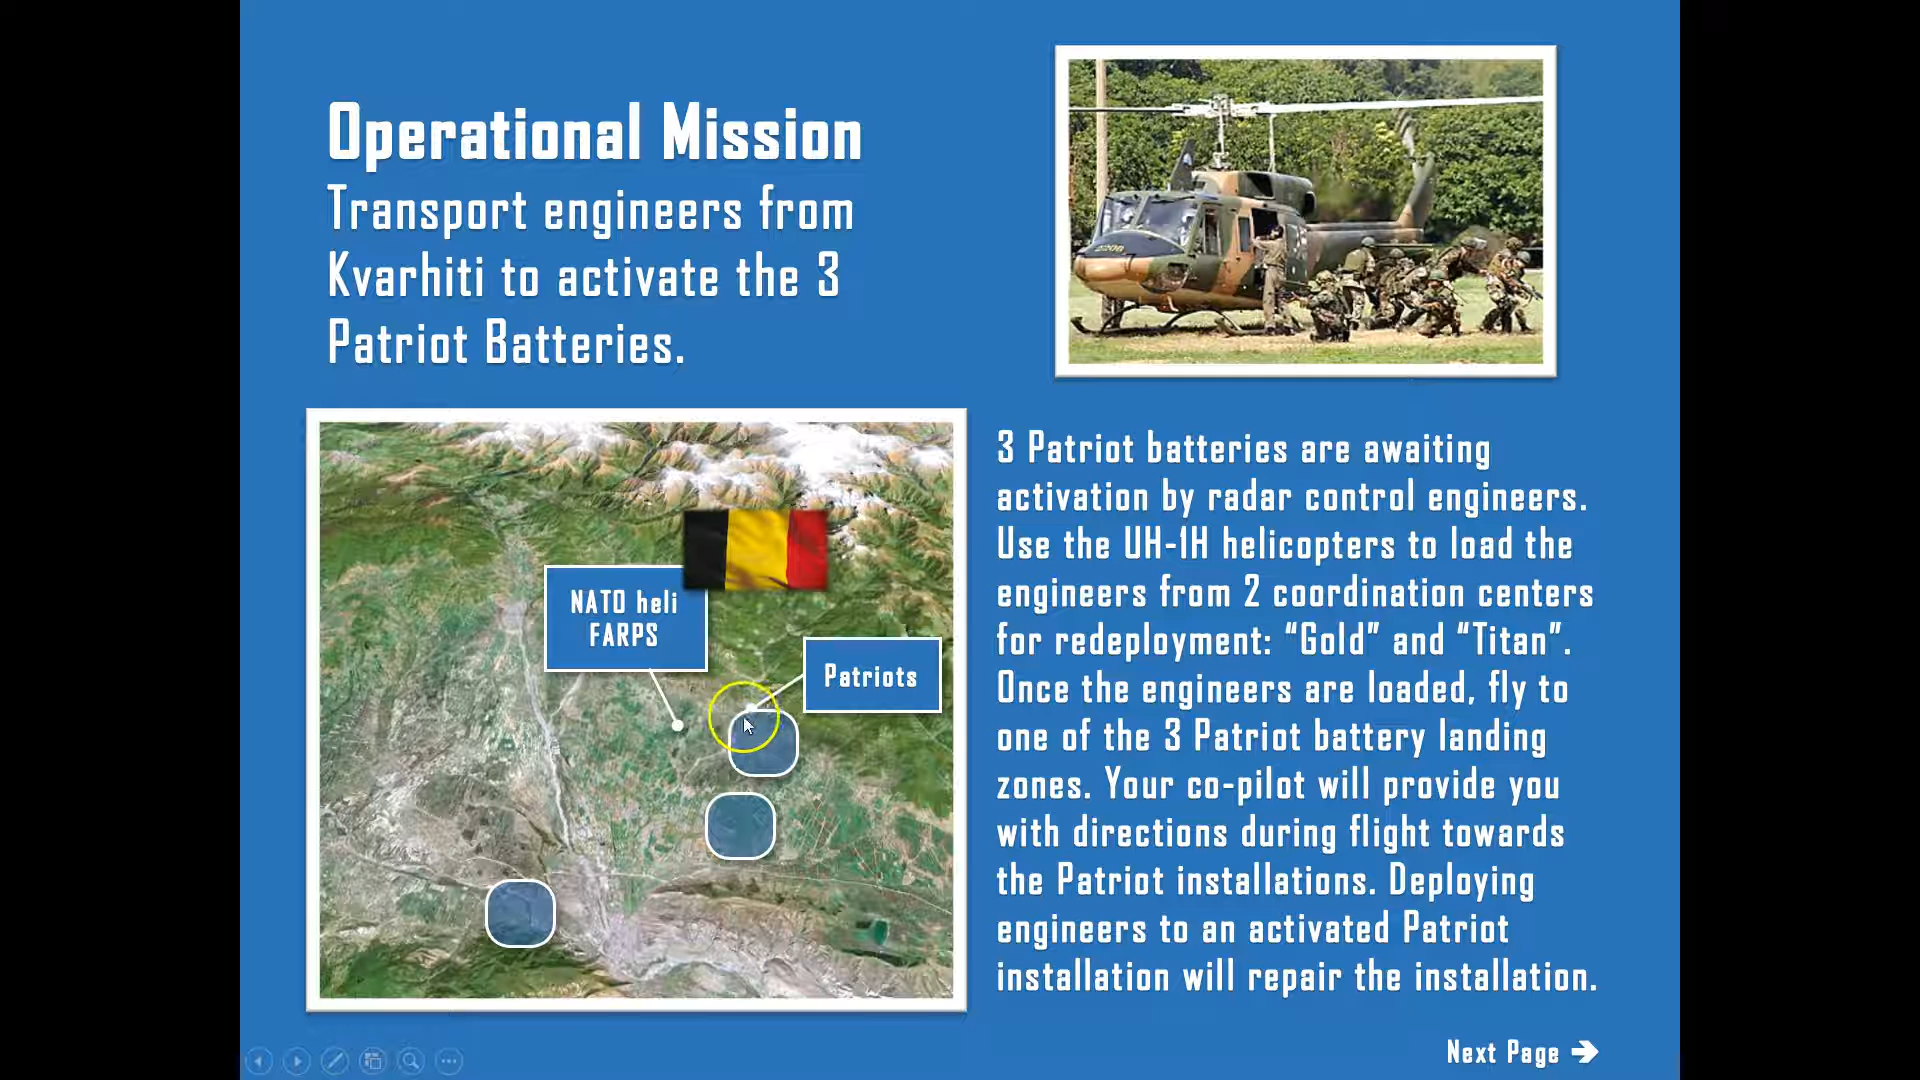 Operational Mission
Transport engineers from
Kvarhiti to activate the 3
Patriot Batteries.
NATO heli
FARPS
Patriots
3 Patriot batteries are awaiting
activation by radar control engineers.
Use the UH-1H helicopters to load the
engineers from 2 coordination centers
for redeployment: “Gold” and “Titan”.
Once the engineers are loaded, fly to
one of the 3 Patriot battery landing
zones. Your co-pilot will provide you
with directions during flight towards
the Patriot installations. Deploying
engineers to an activated Patriot
installation will repair the installation.
Next Page